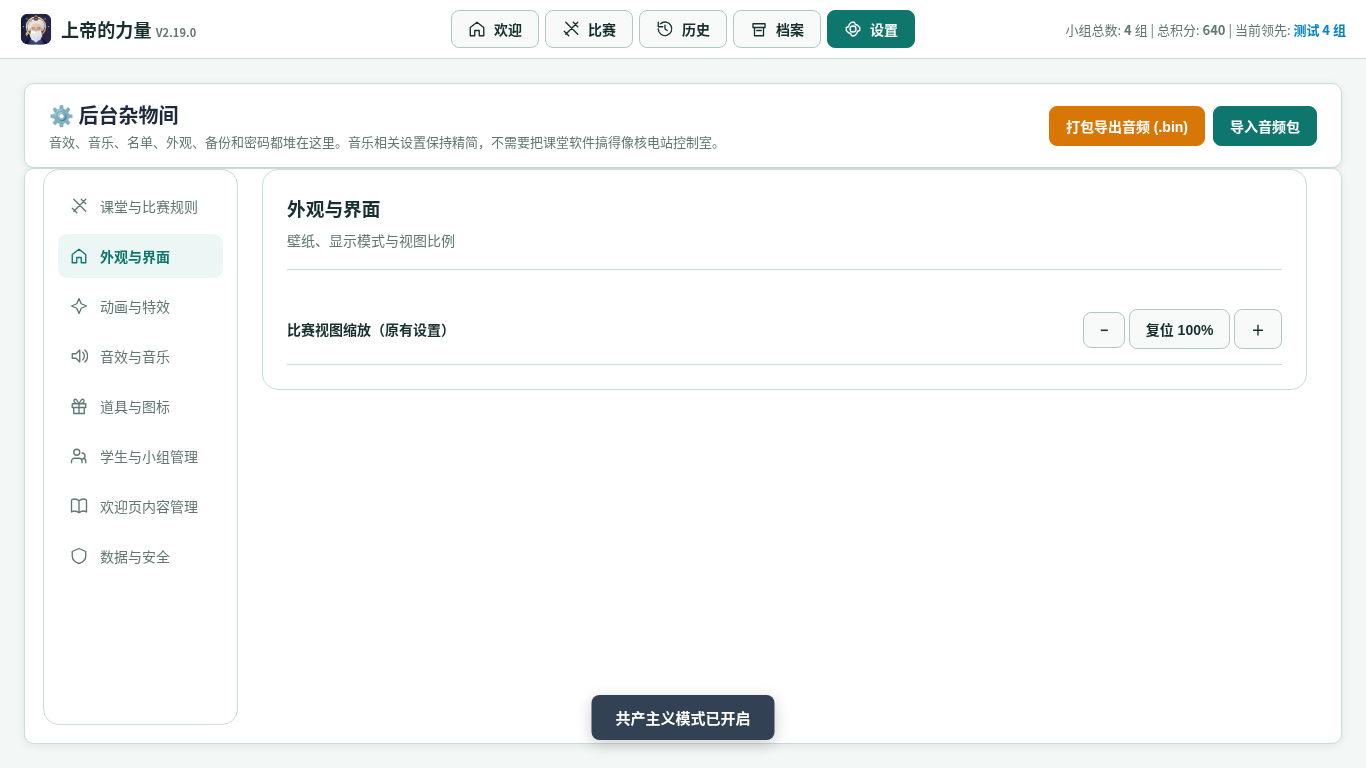 上帝的力量 V2.19.0
欢迎
比赛
历史
档案
设置
小组总数: 4 组 | 总积分: 640 | 当前领先: 测试 4 组
后台杂物间
音效、音乐、名单、外观、备份和密码都堆在这里。音乐相关设置保持精简，不需要把课堂软件搞得像核电站控制室。
打包导出音频 (.bin)
导入音频包
课堂与比赛规则
外观与界面
动画与特效
音效与音乐
道具与图标
学生与小组管理
欢迎页内容管理
数据与安全
外观与界面
壁纸、显示模式与视图比例
比赛视图缩放（原有设置）
−
复位 100%
＋
共产主义模式已开启